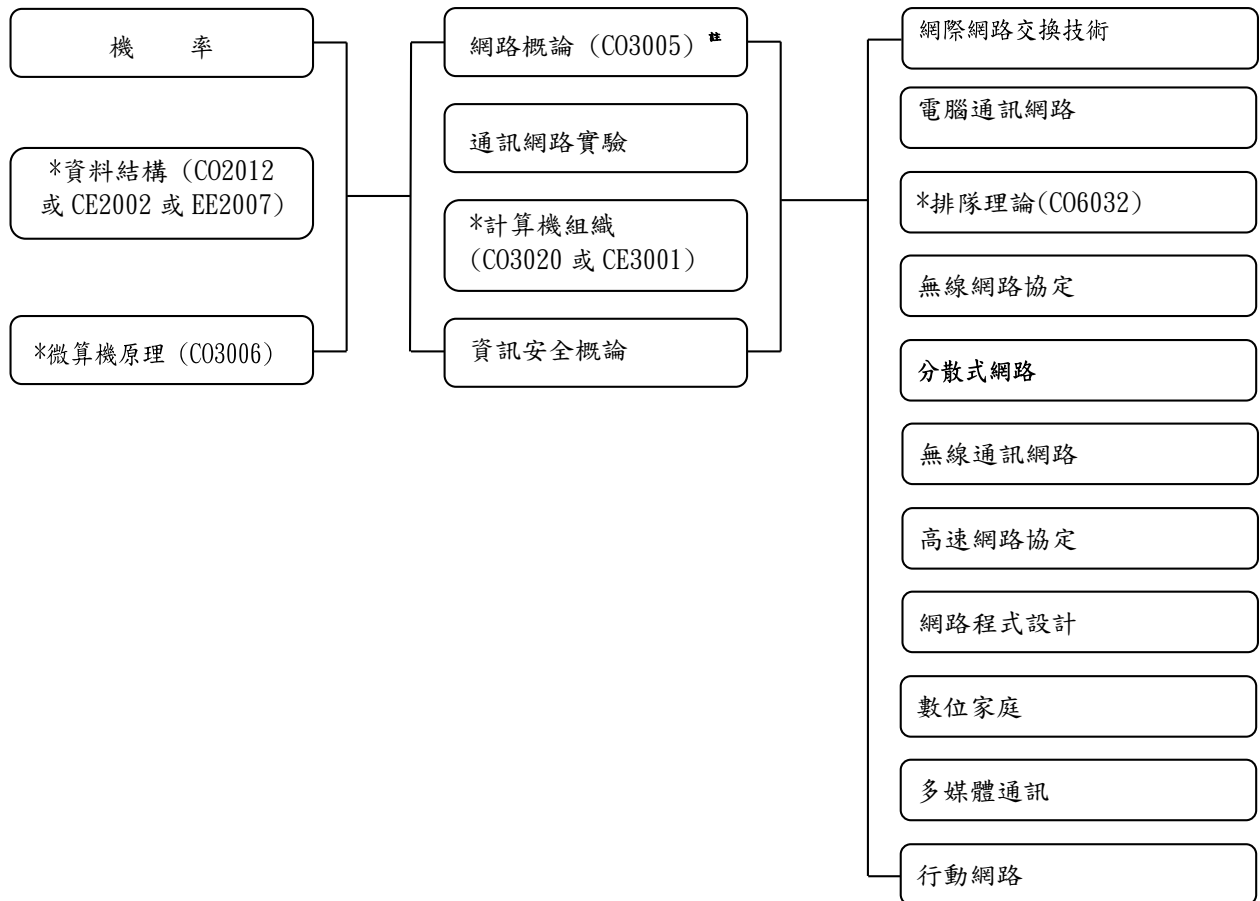 機 率
*資料結構 (CO2012
或 CE2002 或 EE2007)
*微算機原理 (CO3006)
網路概論 (CO3005) 註
通訊網路實驗
*計算機組織
(CO3020 或 CE3001)
資訊安全概論
網際網路交換技術
電腦通訊網路
*排隊理論(CO6032)
無線網路協定
分散式網路
無線通訊網路
高速網路協定
網路程式設計
數位家庭
多媒體通訊
行動網路